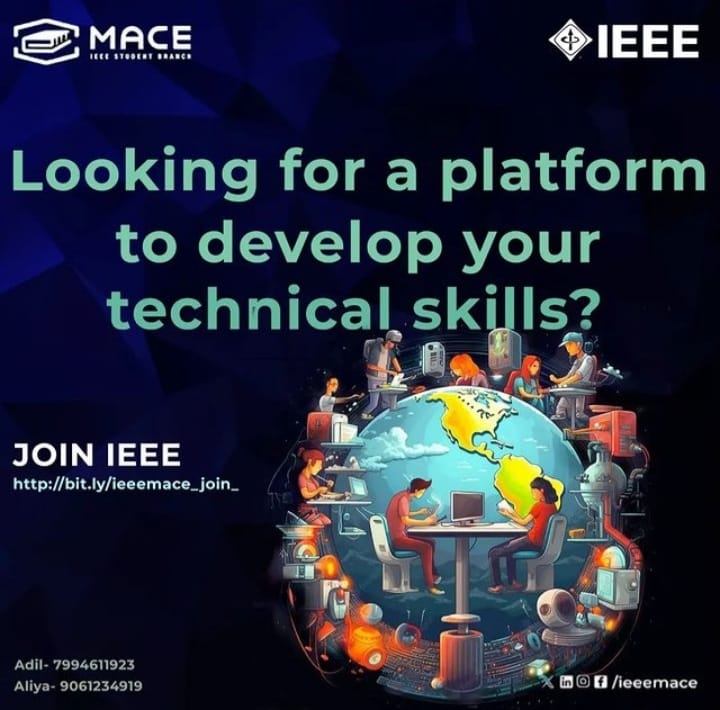 MACE
IEEE STUDENT BRANCH
IEEE
Looking for a platform
to develop your
technical skills?
JOIN IEEE
http://bit.ly/ieeemace_join_
Adil- 7994611923
Aliya- 9061234919
/ieeemace